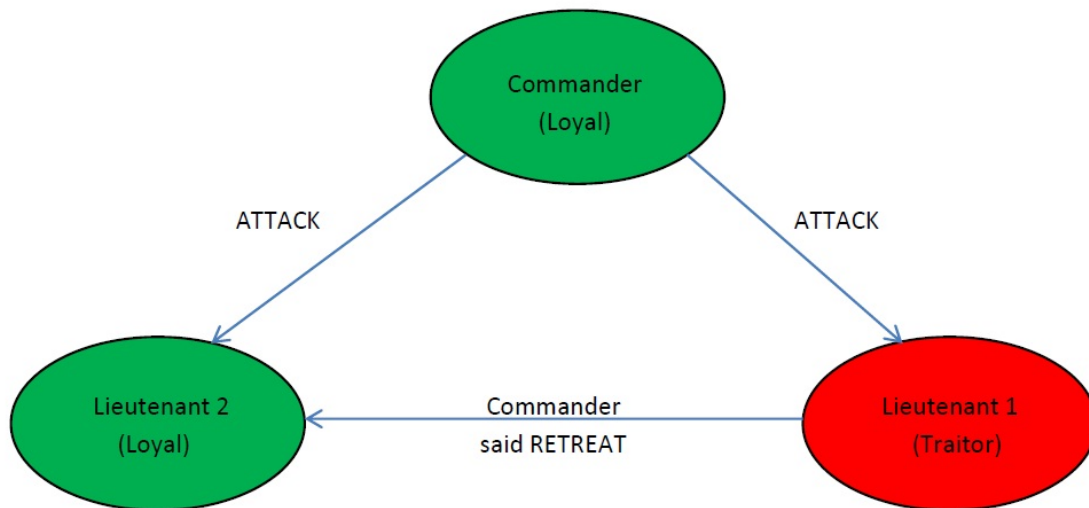 Commander
(Loyal)
ATTACK
ATTACK
Lieutenant 2
(Loyal)
Commander
said RETREAT
Lieutenant 1
(Traitor)